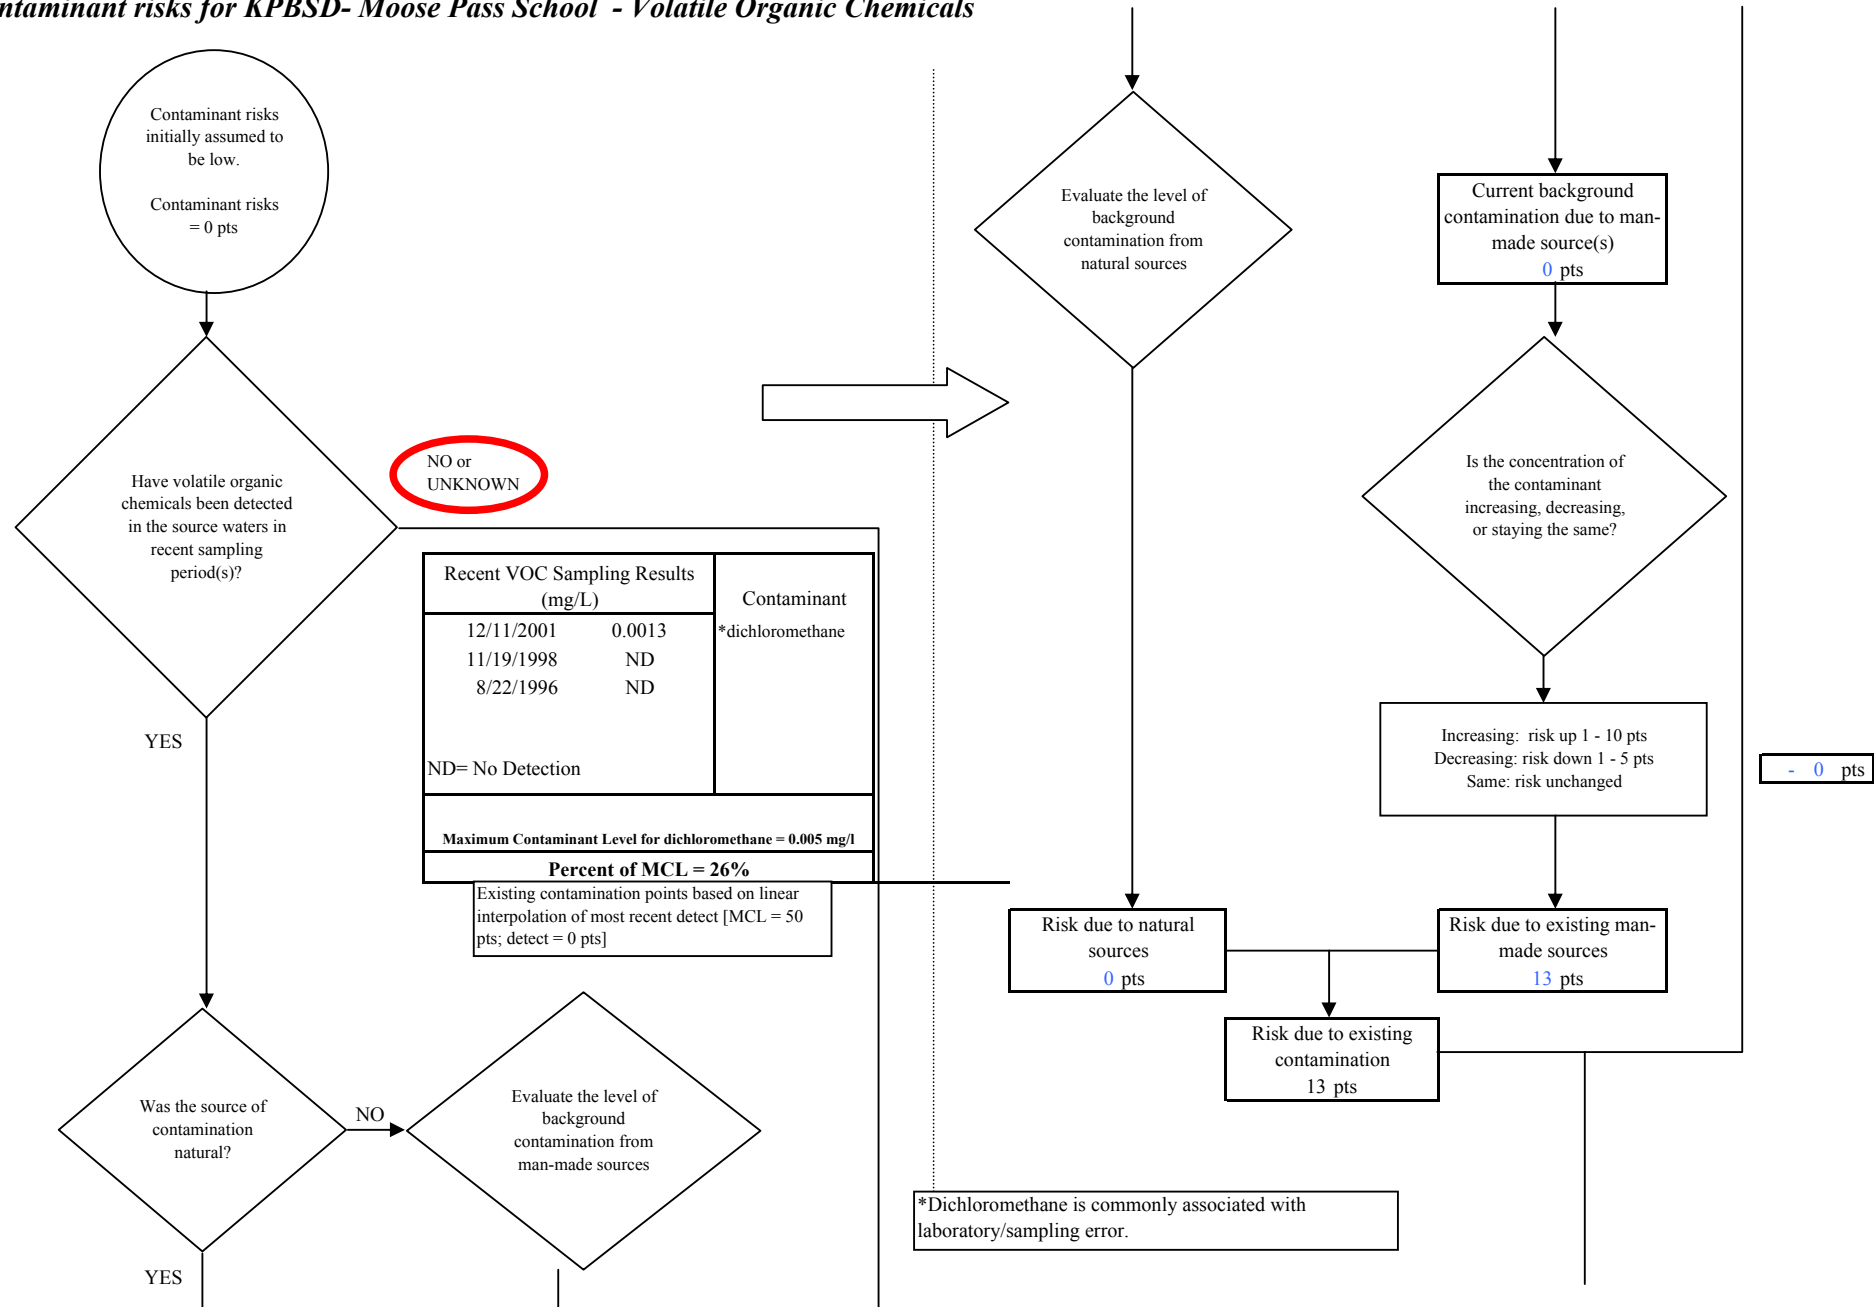 ntaminant risks for KPBSD- Moose Pass School - Volatile Organic Chemicals
Contaminant risks
initially assumed to
be low.
Contaminant risks
= 0 pts
Have volatile organic
chemicals been detected
in the source waters in
recent sampling
period(s)?
NO or
UNKNOWN
YES
Recent VOC Sampling Results
(mg/L)
Contaminant
12/11/2001 0.0013 *dichloromethane
11/19/1998 ND
8/22/1996 ND
ND= No Detection
Maximum Contaminant Level for dichloromethane = 0.005 mg/l
Percent of MCL = 26%
Existing contamination points based on linear
interpolation of most recent detect [MCL = 50
pts; detect = 0 pts]
Was the source of
contamination
natural?
NO
YES
Evaluate the level of
background
contamination from
man-made sources
Evaluate the level of
background
contamination from
natural sources
Current background
contamination due to man-
made source(s)
0 pts
Is the concentration of
the contaminant
increasing, decreasing,
or staying the same?
Increasing: risk up 1 - 10 pts
Decreasing: risk down 1 - 5 pts
Same: risk unchanged
- 0 pts
Risk due to natural
sources
0 pts
Risk due to existing man-
made sources
13 pts
Risk due to existing
contamination
13 pts
*Dichloromethane is commonly associated with
laboratory/sampling error.